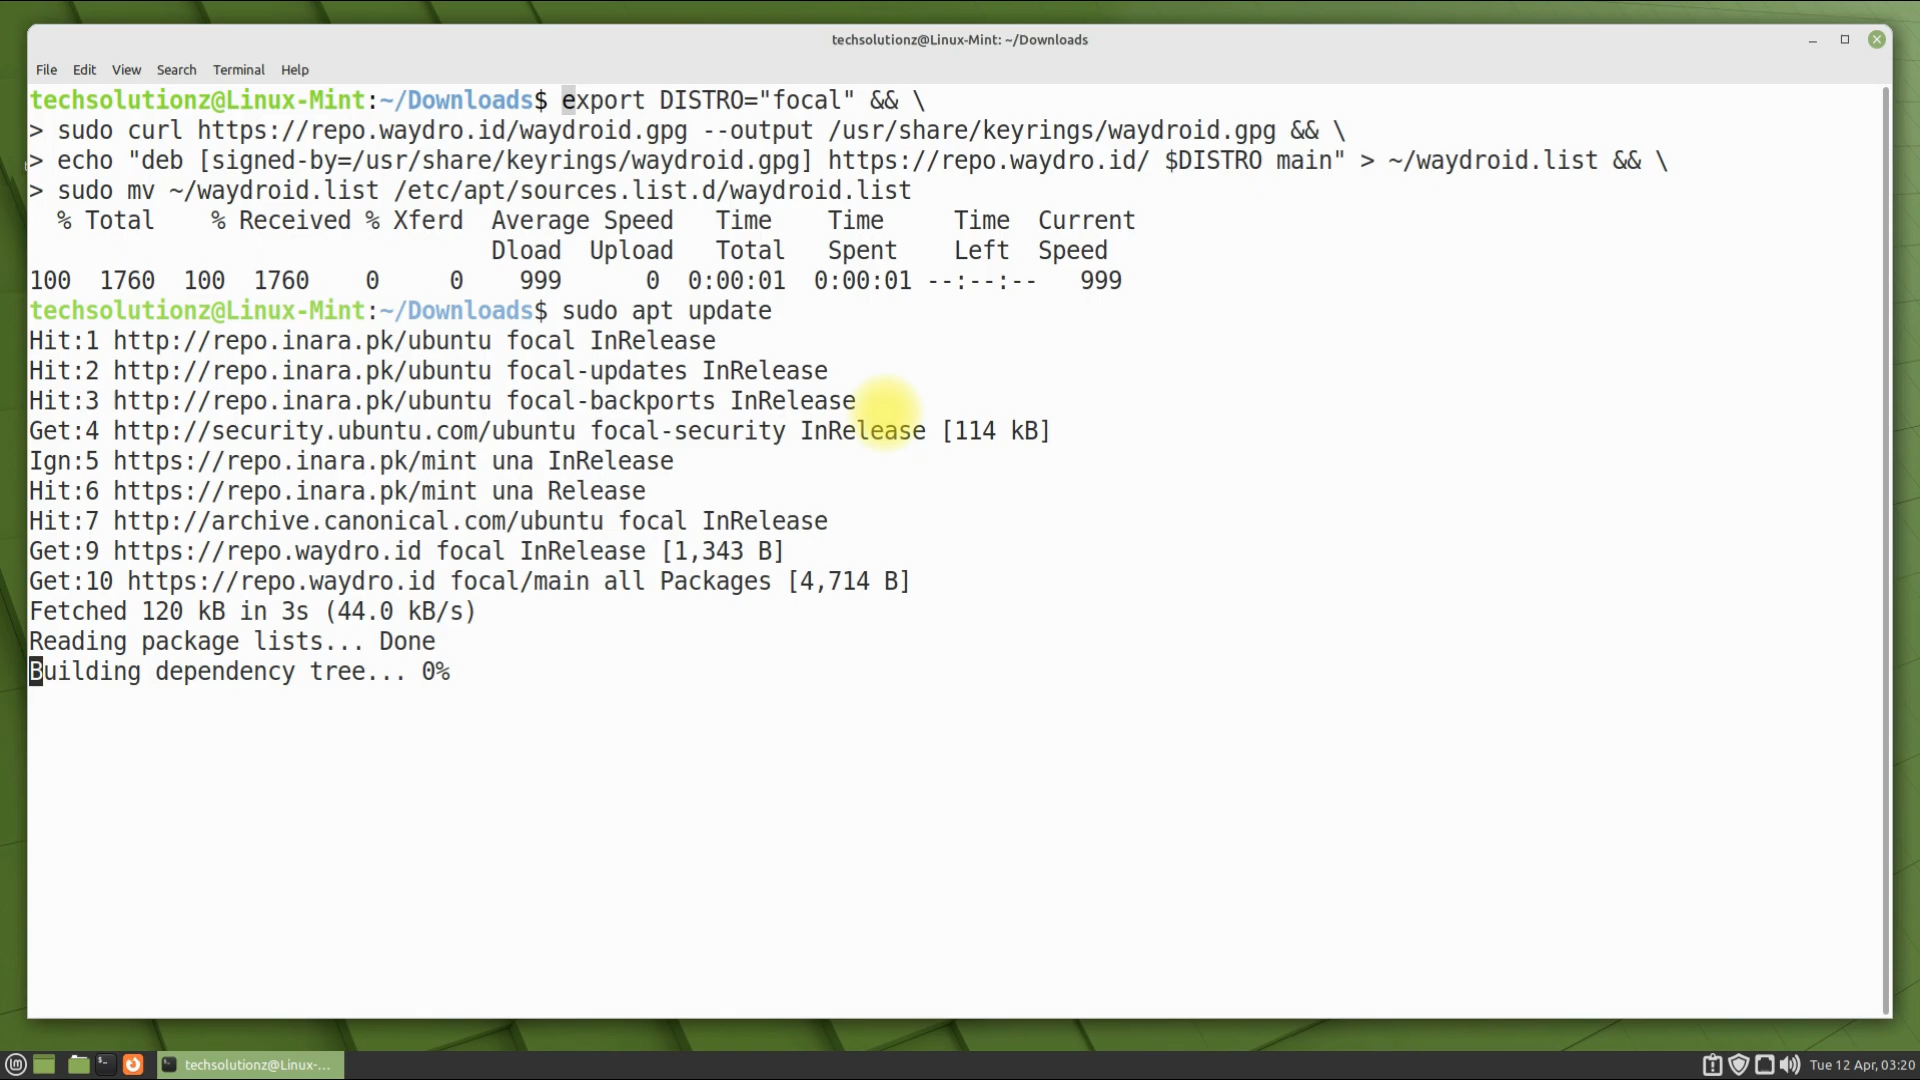 techsolutionz@Linux-Mint: ~/Downloads
File Edit View Search Terminal Help
techsolutionz@Linux-Mint:~/Downloads$ export DISTRO="focal" && \
> sudo curl https://repo.waydro.id/waydroid.gpg --output /usr/share/keyrings/waydroid.gpg && \
> echo "deb [signed-by=/usr/share/keyrings/waydroid.gpg] https://repo.waydro.id/ $DISTRO main" > ~/waydroid.list && \
> sudo mv ~/waydroid.list /etc/apt/sources.list.d/waydroid.list
  % Total    % Received % Xferd  Average Speed   Time    Time     Time  Current
                                 Dload  Upload   Total   Spent    Left  Speed
100  1760  100  1760    0     0    999      0  0:00:01  0:00:01 --:--:--   999
techsolutionz@Linux-Mint:~/Downloads$ sudo apt update
Hit:1 http://repo.inara.pk/ubuntu focal InRelease
Hit:2 http://repo.inara.pk/ubuntu focal-updates InRelease
Hit:3 http://repo.inara.pk/ubuntu focal-backports InRelease
Get:4 http://security.ubuntu.com/ubuntu focal-security InRelease [114 kB]
Ign:5 https://repo.inara.pk/mint una InRelease
Hit:6 https://repo.inara.pk/mint una Release
Hit:7 http://archive.canonical.com/ubuntu focal InRelease
Get:9 https://repo.waydro.id focal InRelease [1,343 B]
Get:10 https://repo.waydro.id focal/main all Packages [4,714 B]
Fetched 120 kB in 3s (44.0 kB/s)
Reading package lists... Done
Building dependency tree... 0%
techsolutionz@Linux-...
Tue 12 Apr, 03:20